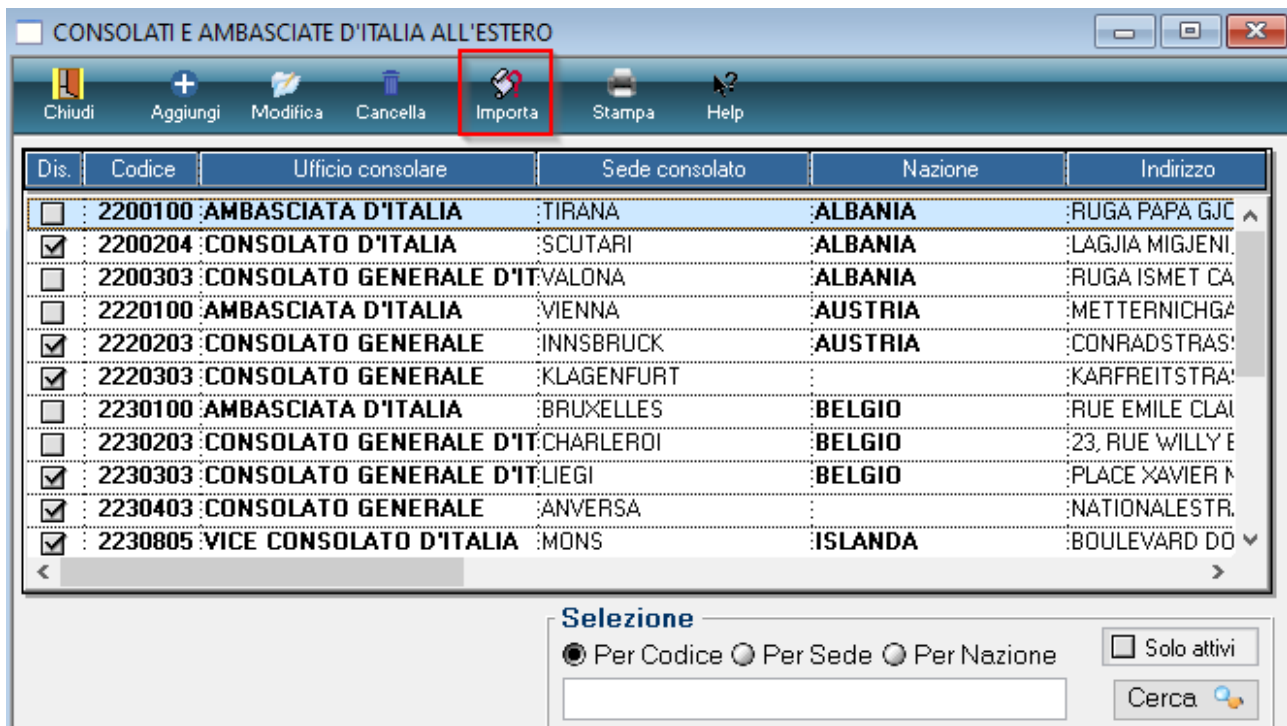 CONSOLATI E AMBASCIATE D'ITALIA ALL'ESTERO
Chiudi Aggiungi Modifica Cancella Importa Stampa Help
Dis. Codice Ufficio consolare Sede consolato Nazione Indirizzo
2200100 AMBASCIATA D'ITALIA TIRANA ALBANIA RUGA PAPA GJO
2200204 CONSOLATO D'ITALIA SCUTARI ALBANIA LAGJIA MIGJENI,
2200303 CONSOLATO GENERALE D'IT VALONA ALBANIA RUGA ISMET CA
2220100 AMBASCIATA D'ITALIA VIENNA AUSTRIA METTERNICHGA
2220203 CONSOLATO GENERALE INNSBRUCK AUSTRIA CONRADSTRAS
2220303 CONSOLATO GENERALE KLAGENFURT KARFREITSTRA
2230100 AMBASCIATA D'ITALIA BRUXELLES BELGIO RUE EMILE CLAU
2230203 CONSOLATO GENERALE D'IT CHARLEROI BELGIO 23, RUE WILLY E
2230303 CONSOLATO GENERALE D'IT LIEGI BELGIO PLACE XAVIER N
2230403 CONSOLATO GENERALE ANVERSA NATIONALESTR
2230805 VICE CONSOLATO D'ITALIA MONS ISLANDA BOULEVARD DO
Selezione
Per Codice Per Sede Per Nazione Solo attivi
Cerca